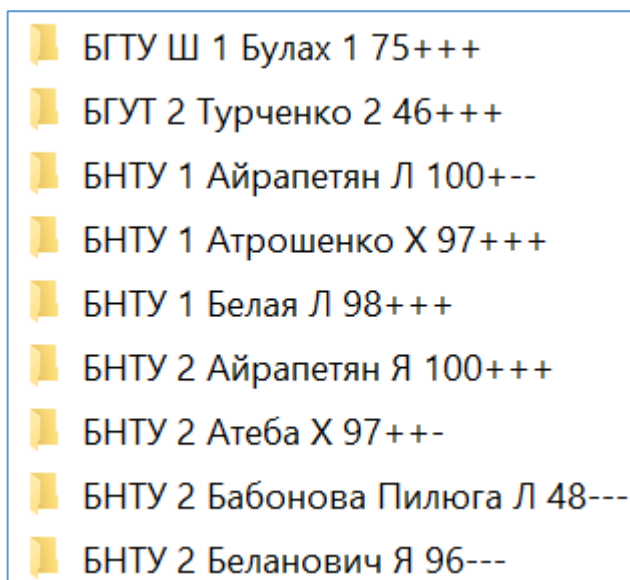 БГТУ Ш 1 Булах 1 75+++
БГУТ 2 Турченко 2 46+++
БНТУ 1 Айрапетян Л 100+--
БНТУ 1 Атрошенко Х 97+++
БНТУ 1 Белая Л 98+++
БНТУ 2 Айрапетян Я 100+++
БНТУ 2 Атеба Х 97++-
БНТУ 2 Бабонова Пилюга Л 48---
БНТУ 2 Беланович Я 96---